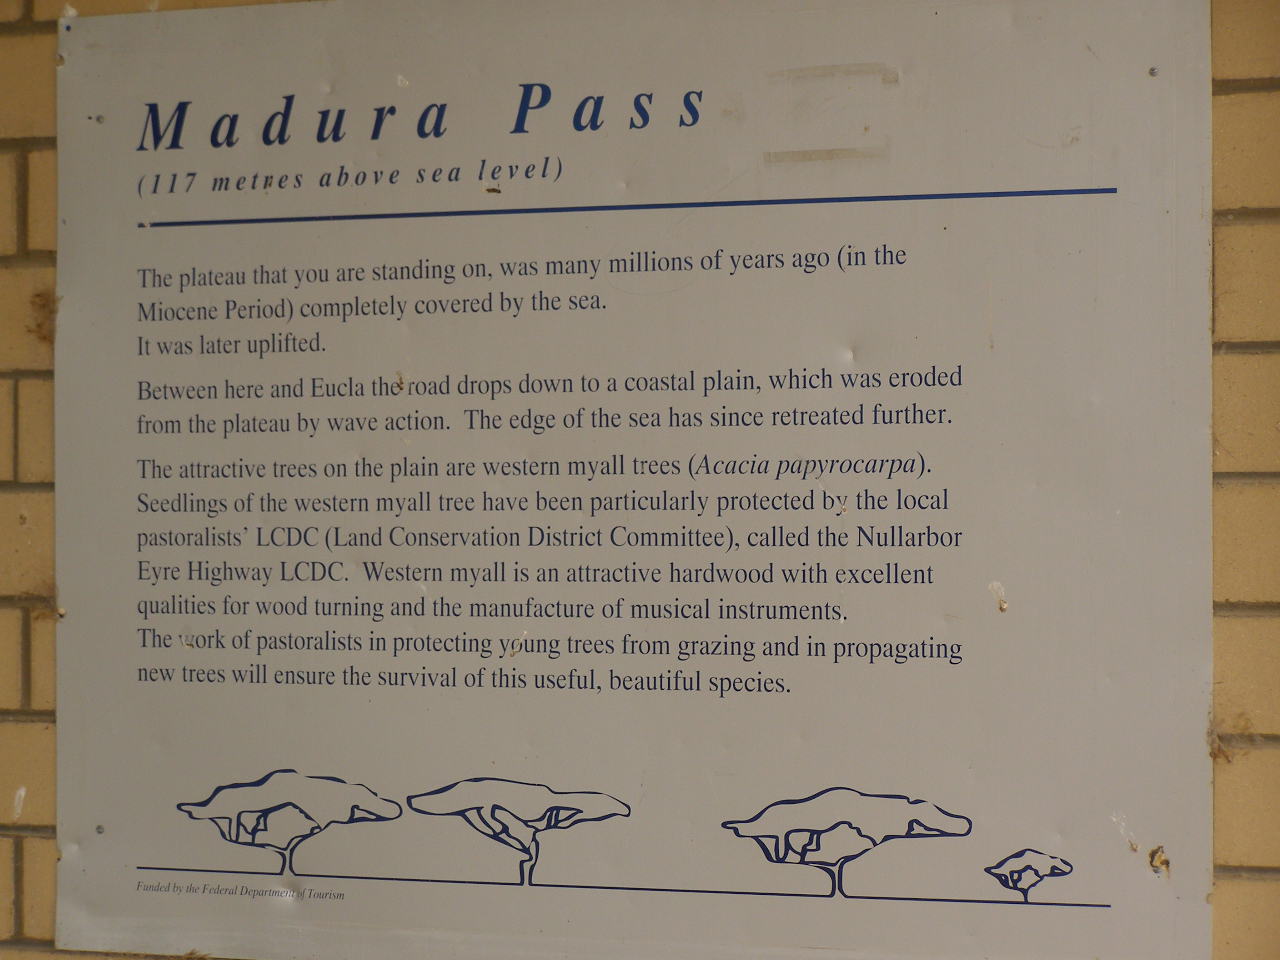 Madura Pass
(117 metres above sea level)
The plateau that you are standing on, was many millions of years ago (in the
Miocene Period) completely covered by the sea.
It was later uplifted.
Between here and Eucla the road drops down to a coastal plain, which was eroded
from the plateau by wave action. The edge of the sea has since retreated further.
The attractive trees on the plain are western myall trees (Acacia papyrocarpa).
Seedlings of the western myall tree have been particularly protected by the local
pastoralists' LCDC (Land Conservation District Committee), called the Nullarbor
Eyre Highway LCDC. Western myall is an attractive hardwood with excellent
qualities for wood turning and the manufacture of musical instruments.
The work of pastoralists in protecting young trees from grazing and in propagating
new trees will ensure the survival of this useful, beautiful species.
Funded by the Federal Department of Tourism